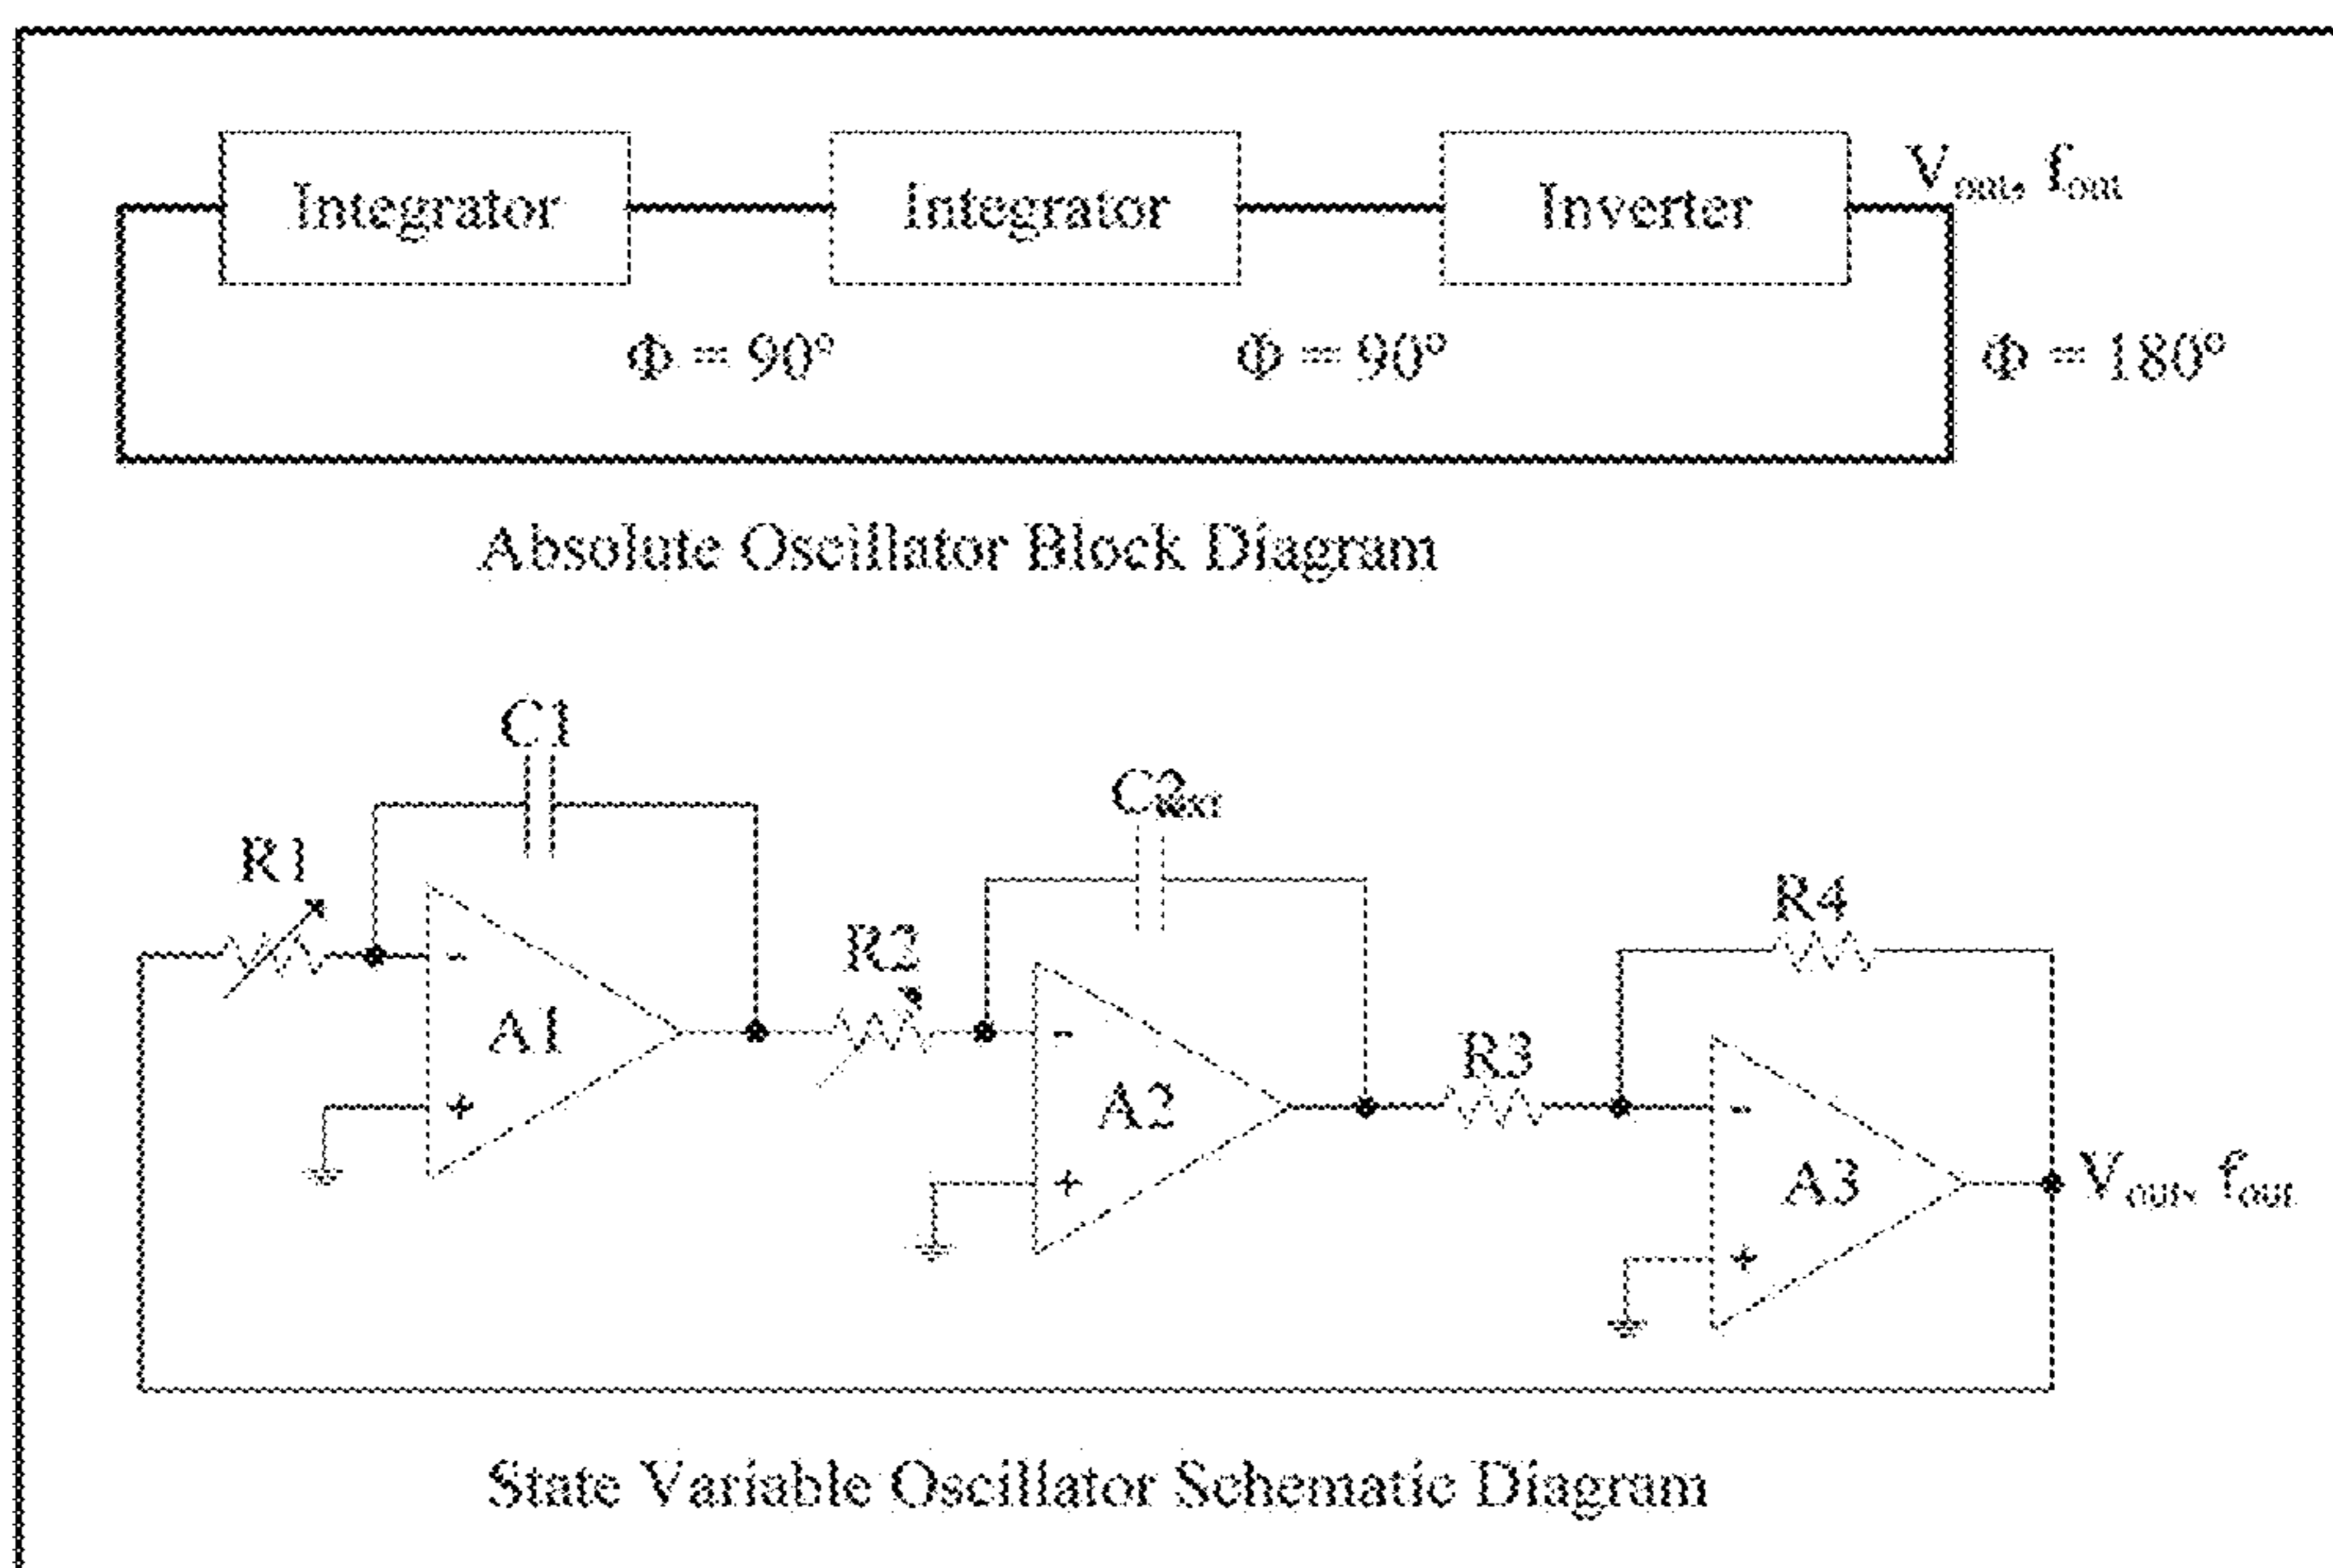 Integrator
Integrator
Inverter
Vout, fout
Φ = 90°
Φ = 90°
Φ = 180°
Absolute Oscillator Block Diagram
C1
C2
R1
R2
R3
R4
-
A1
+
-
A2
+
-
A3
+
Vout, fout
State Variable Oscillator Schematic Diagram